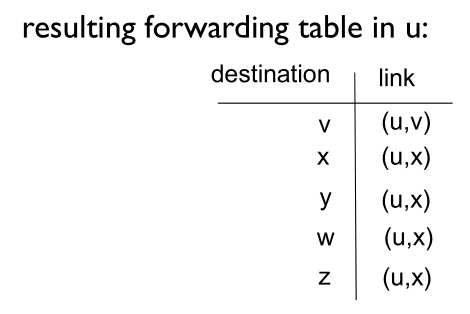 resulting forwarding table in u:
destination link
v (u,v)
x (u,x)
y (u,x)
w (u,x)
z (u,x)